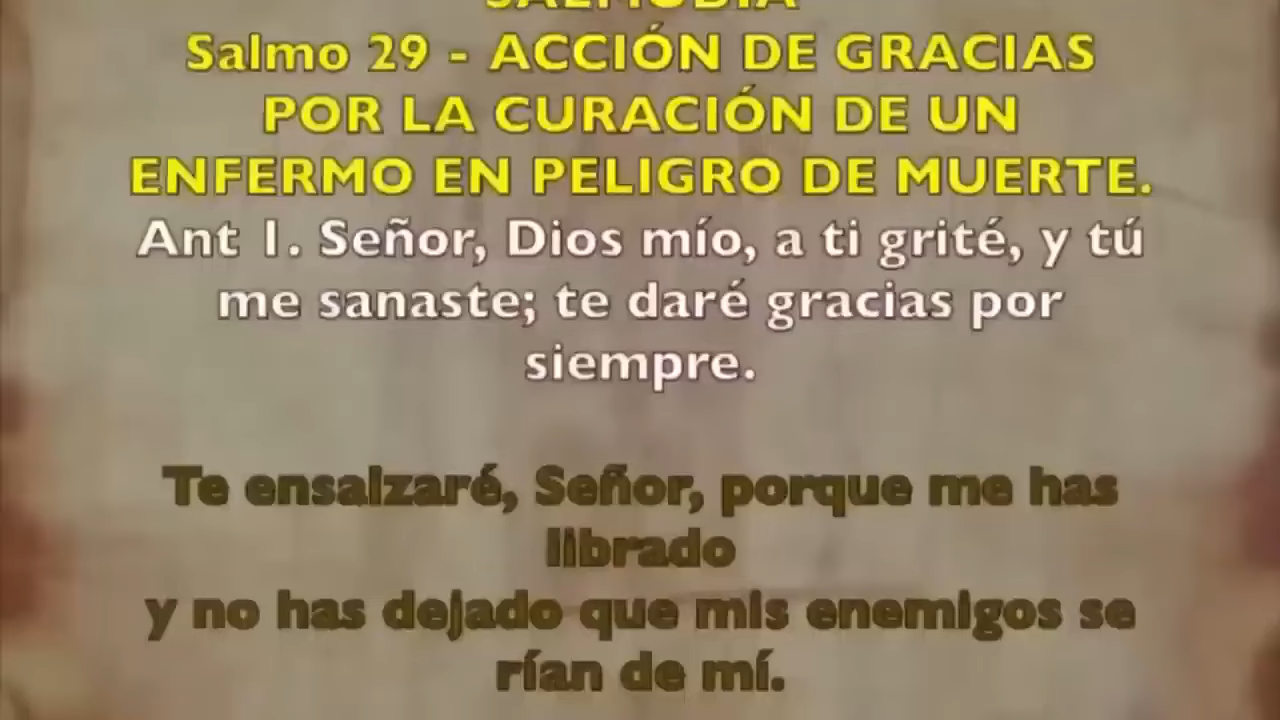 SALMODIA
Salmo 29 - ACCIÓN DE GRACIAS
POR LA CURACIÓN DE UN
ENFERMO EN PELIGRO DE MUERTE.
Ant 1. Señor, Dios mío, a ti grité, y tú
me sanaste; te daré gracias por
siempre.
Te ensalzaré, Señor, porque me has
librado
y no has dejado que mis enemigos se
rían de mí.